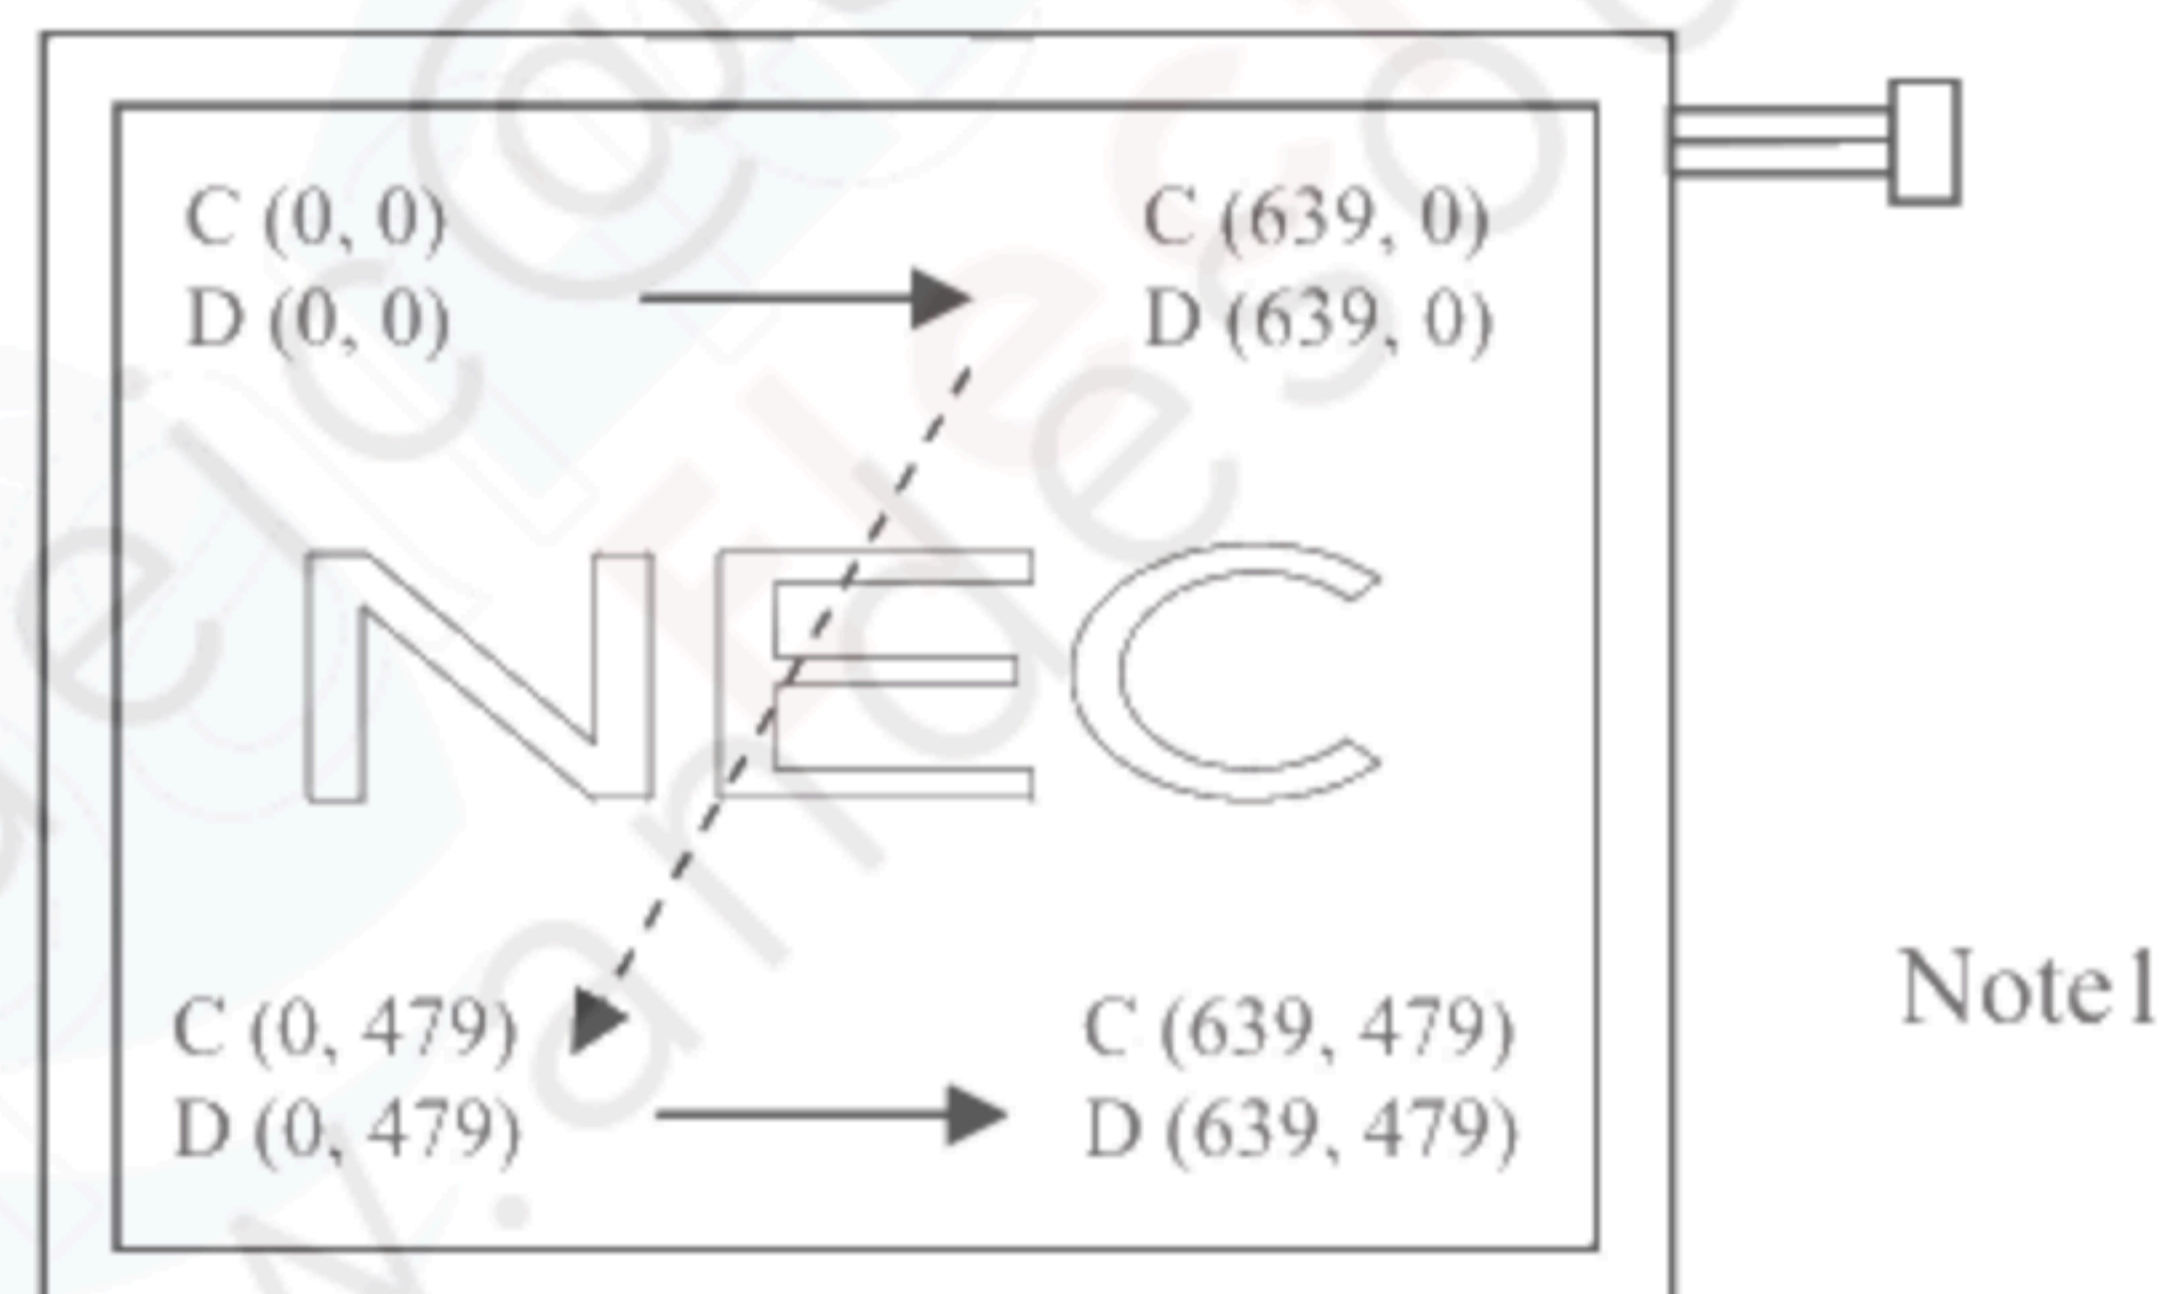 C (0, 0)
D (0, 0)
C (639, 0)
D (639, 0)
NEC
C (0, 479)
D (0, 479)
C (639, 479)
D (639, 479)
Note1